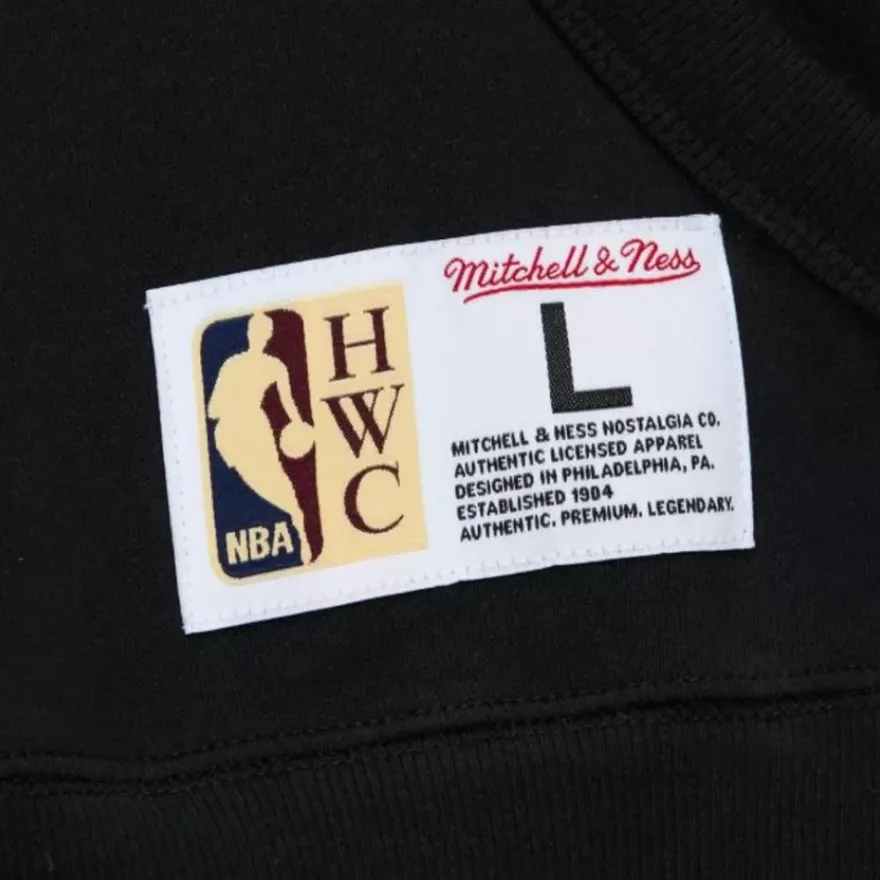 NBA
H
W
C
Mitchell & Ness
L
MITCHELL & NESS NOSTALGIA CO.
AUTHENTIC LICENSED APPAREL
DESIGNED IN PHILADELPHIA, PA.
ESTABLISHED 1904
AUTHENTIC. PREMIUM. LEGENDARY.